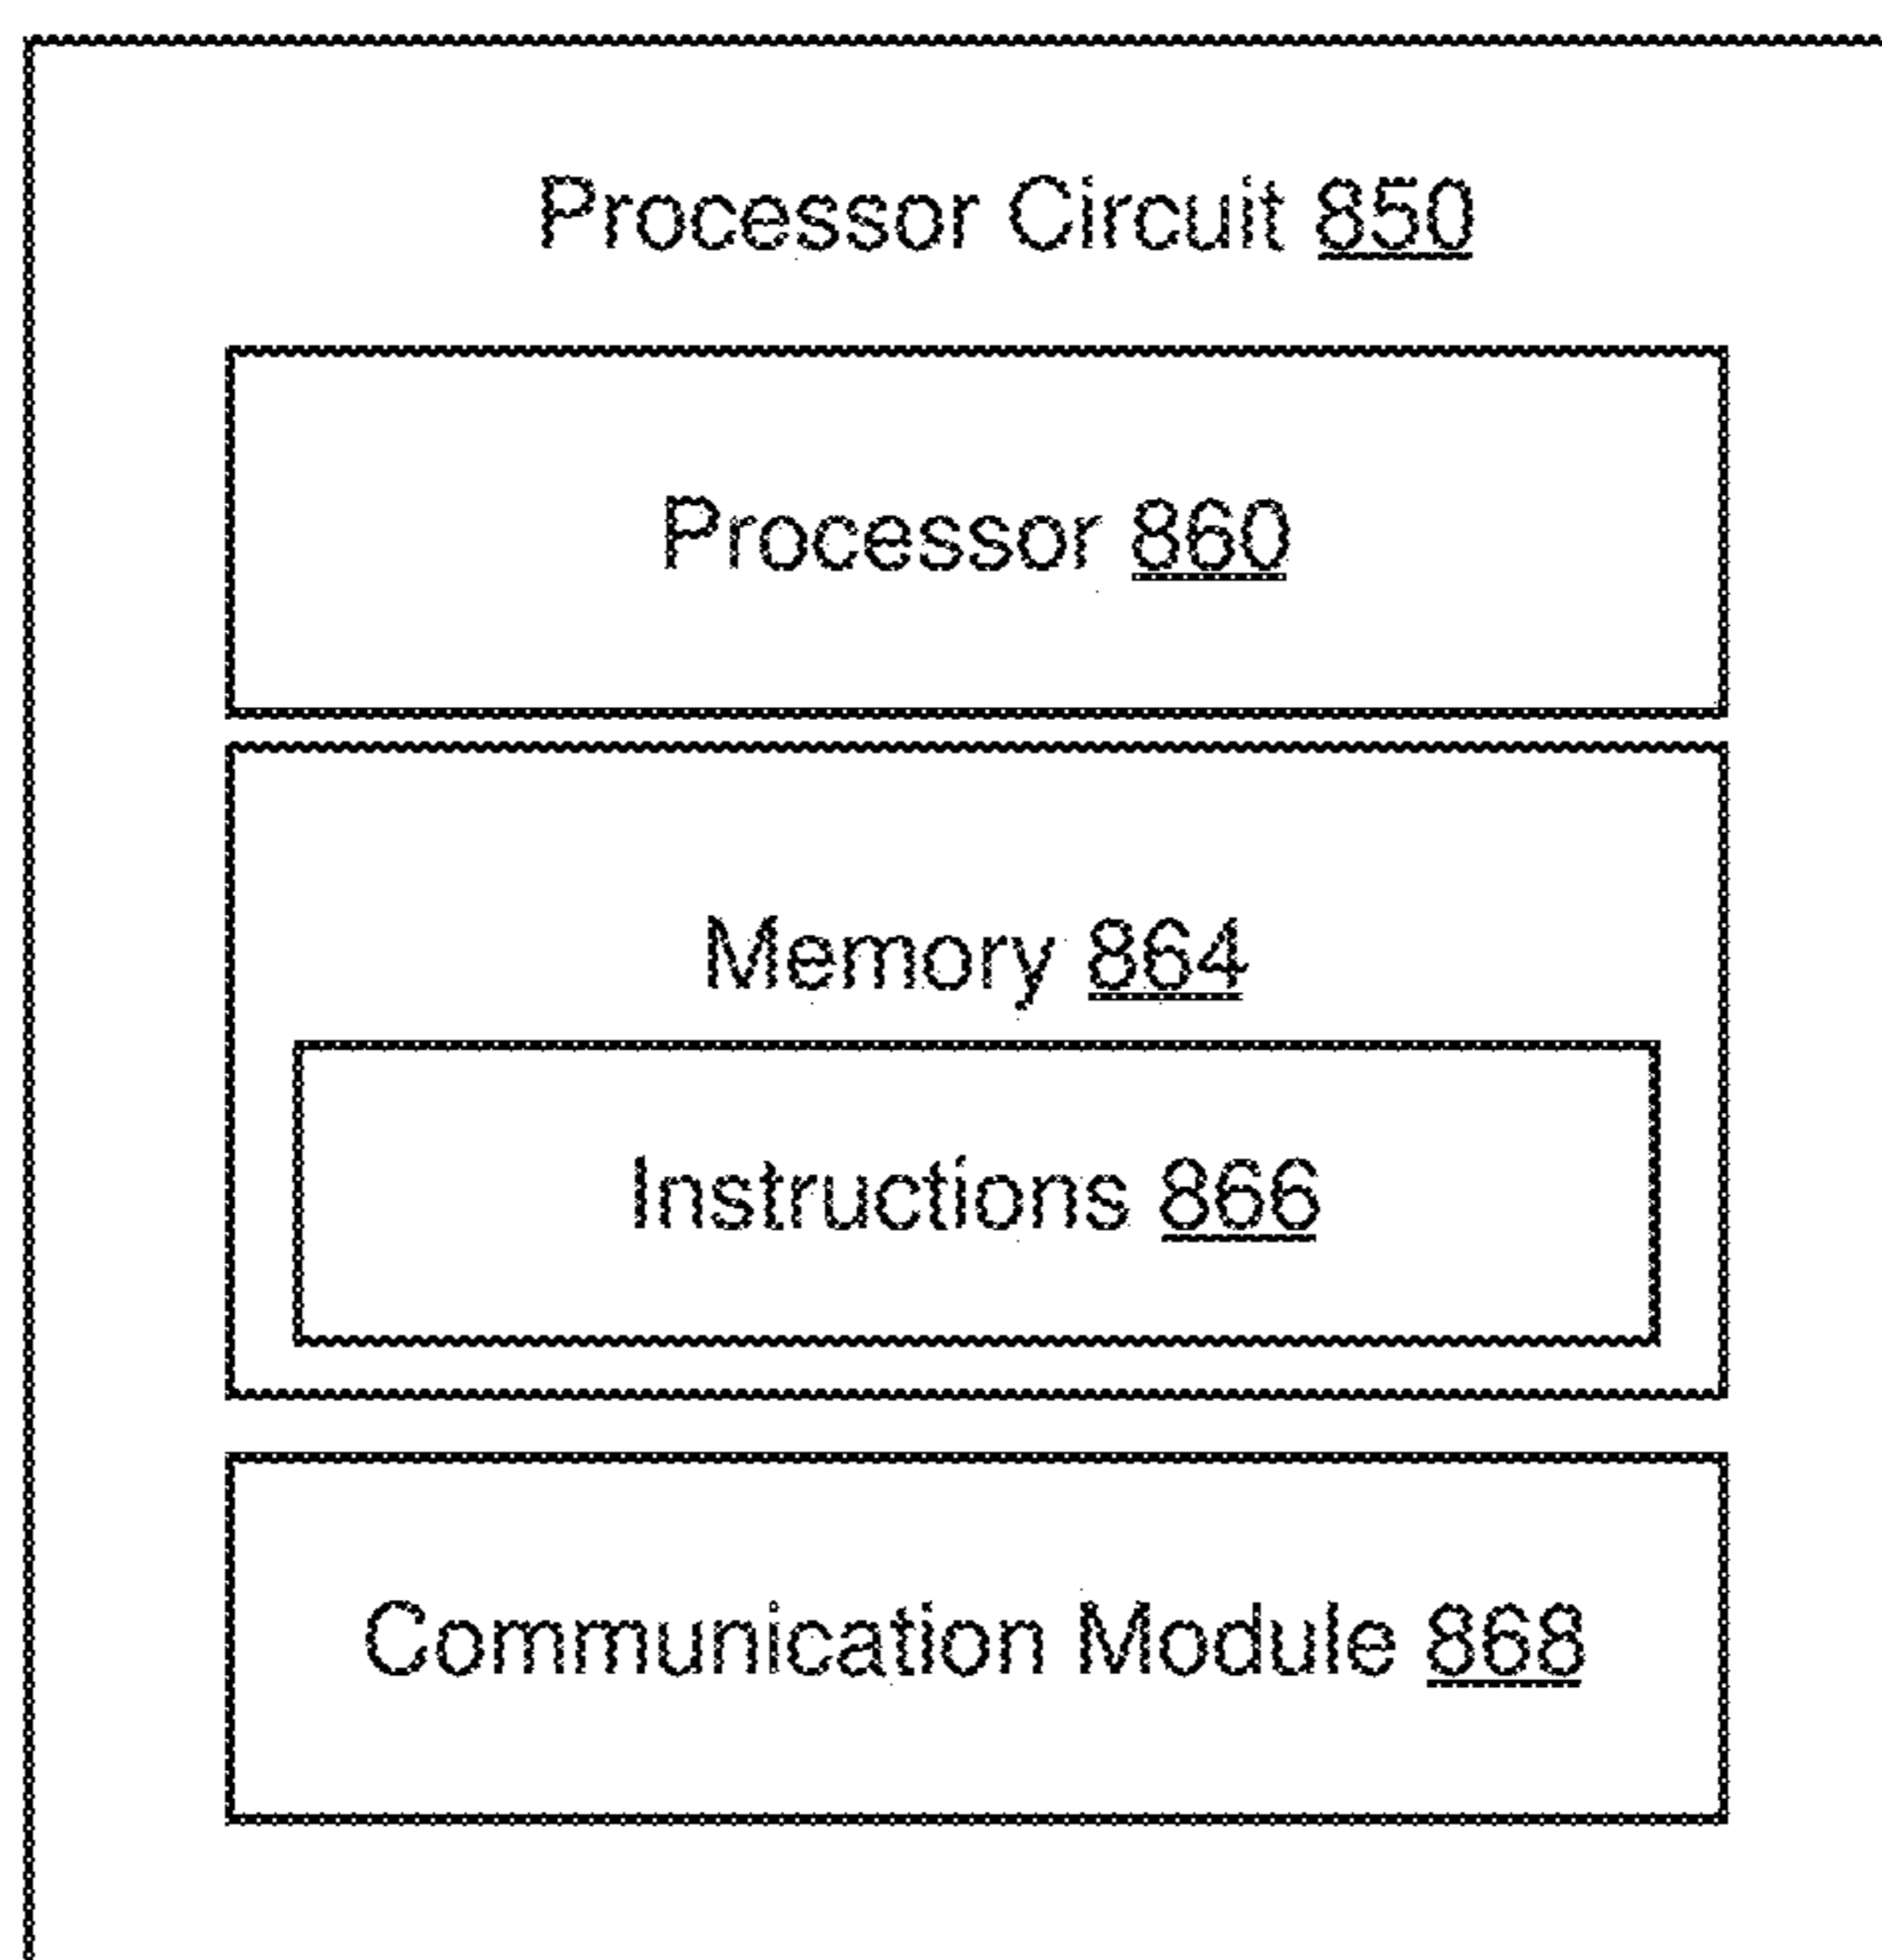 Processor Circuit 850
Processor 860
Memory 864
Instructions 866
Communication Module 868